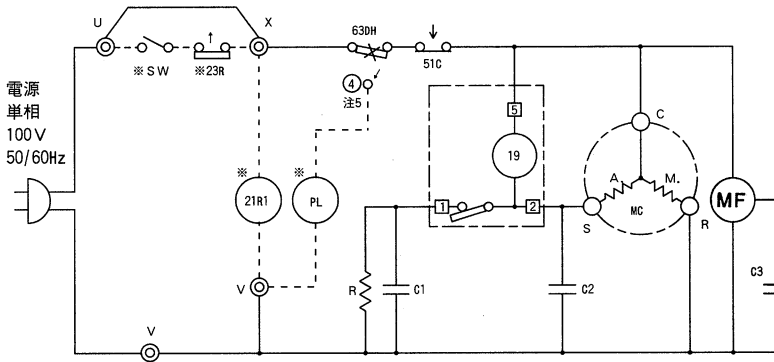 U
X
63DH
※SW
※23R
51C
④
注5
電源
単相
100V
50/60Hz
5
C
19
※
21R1
※
PL
A.
M.
MC
MF
1
2
S
R
V
R
C1
C2
C3
V